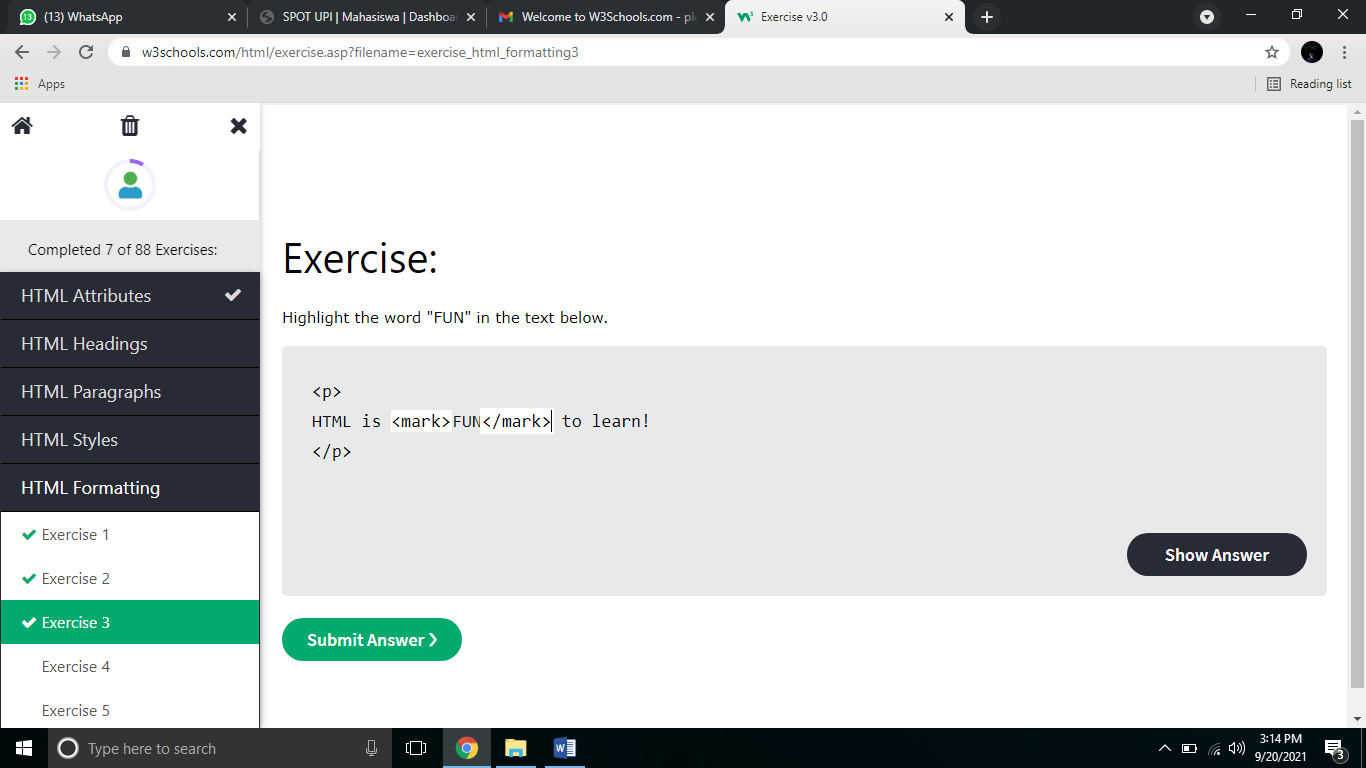 (13) WhatsApp
SPOT UPI | Mahasiswa | Dashboa
Welcome to W3Schools.com - pl
Exercise v3.0
w3schools.com/html/exercise.asp?filename=exercise_html_formatting3
Apps
Reading list
Completed 7 of 88 Exercises:
HTML Attributes
HTML Headings
HTML Paragraphs
HTML Styles
HTML Formatting
Exercise 1
Exercise 2
Exercise 3
Exercise 4
Exercise 5
Exercise:
Highlight the word "FUN" in the text below.
<p>
HTML is <mark>FUN</mark> to learn!
</p>
Show Answer
Submit Answer ❯
Type here to search
3:14 PM
9/20/2021
3